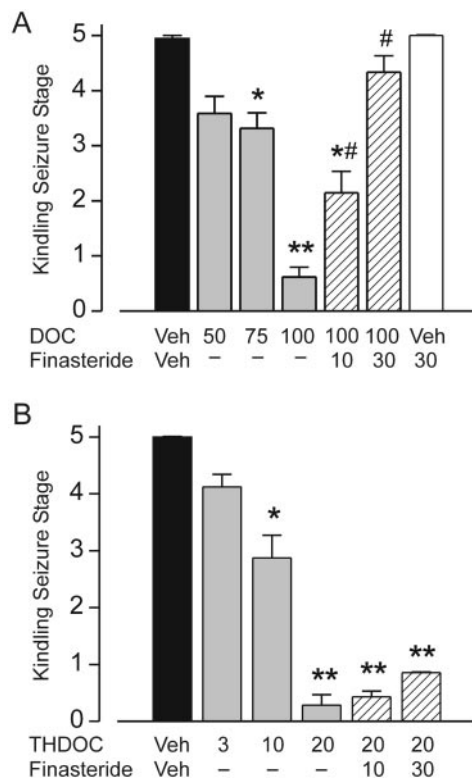 A
Kindling Seizure Stage
5
4
3
2
1
0
*
**
*#
#
DOC Veh 50 75 100 100 100 Veh
Finasteride Veh – – – 10 30 30
B
Kindling Seizure Stage
5
4
3
2
1
0
*
**
**
**
THDOC Veh 3 10 20 20 20
Finasteride Veh – – – 10 30